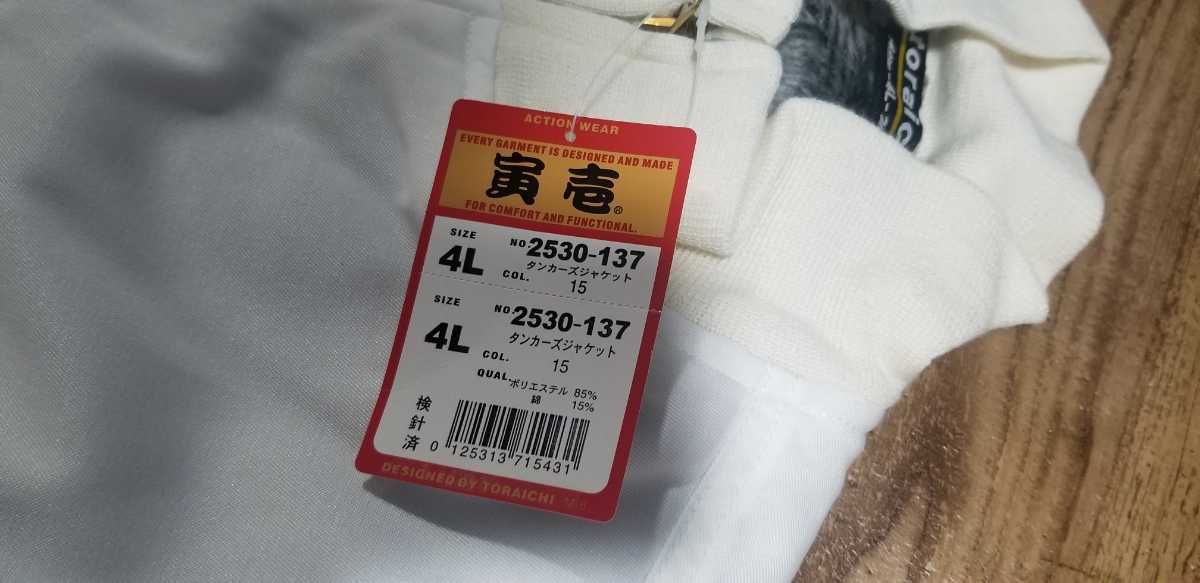 ACTION WEAR
EVERY GARMENT IS DESIGNED AND MADE
寅壱®
FOR COMFORT AND FUNCTIONAL.
SIZE NO. 2530-137
4L タンカーズジャケット
COL. 15
SIZE NO. 2530-137
4L タンカーズジャケット
COL. 15
QUAL. ポリエステル 85%
綿 15%
検針済
0 125313 715431
DESIGNED BY TORAICHI